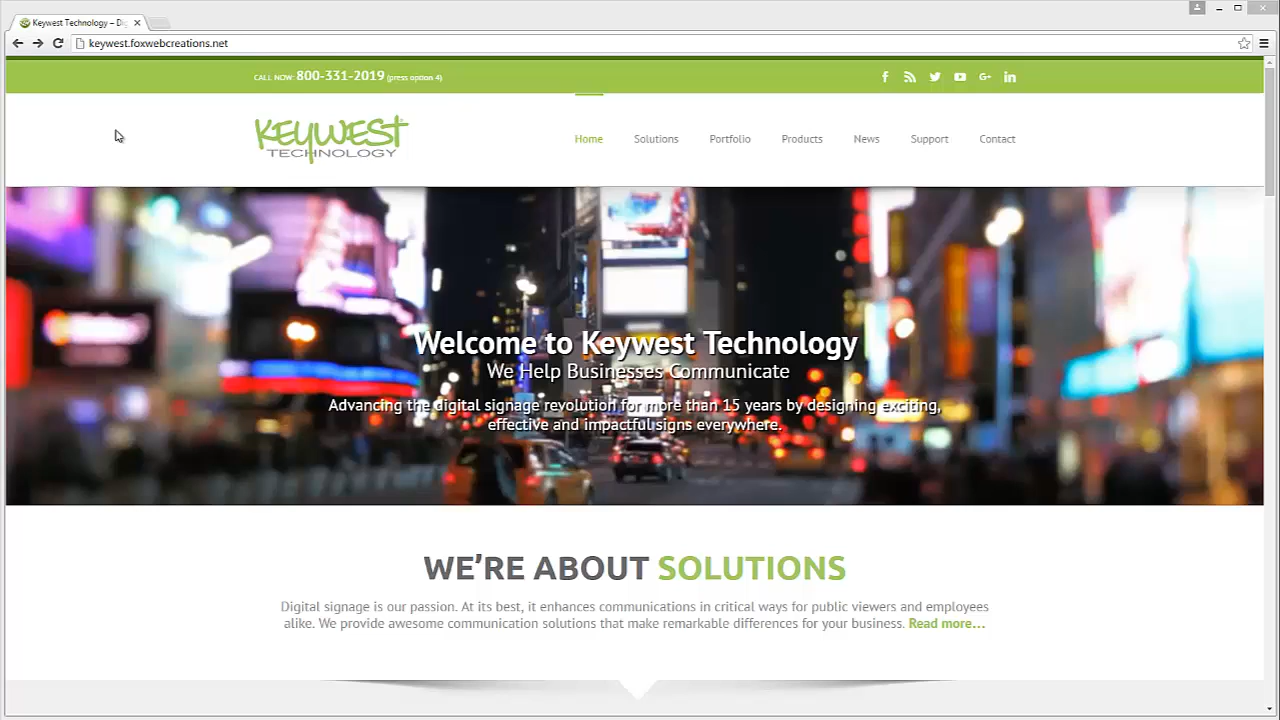 Keywest Technology – Di
keywest.foxwebcreations.net
CALL NOW: 800-331-2019 (press option 4)
KEYWEST
TECHNOLOGY
Home Solutions Portfolio Products News Support Contact
Welcome to Keywest Technology
We Help Businesses Communicate
Advancing the digital signage revolution for more than 15 years by designing exciting,
effective and impactful signs everywhere.
WE'RE ABOUT SOLUTIONS
Digital signage is our passion. At its best, it enhances communications in critical ways for public viewers and employees
alike. We provide awesome communication solutions that make remarkable differences for your business. Read more...